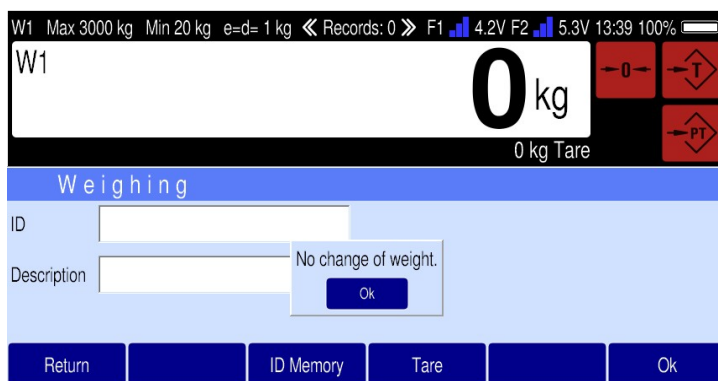 W1 Max 3000 kg Min 20 kg e=d= 1 kg ≪ Records: 0 ≫ F1 4.2V F2 5.3V 13:39 100%
W1
0 kg
→0←
→T
→PT
0 kg Tare
Weighing
ID
Description
No change of weight.
Ok
Return ID Memory Tare Ok